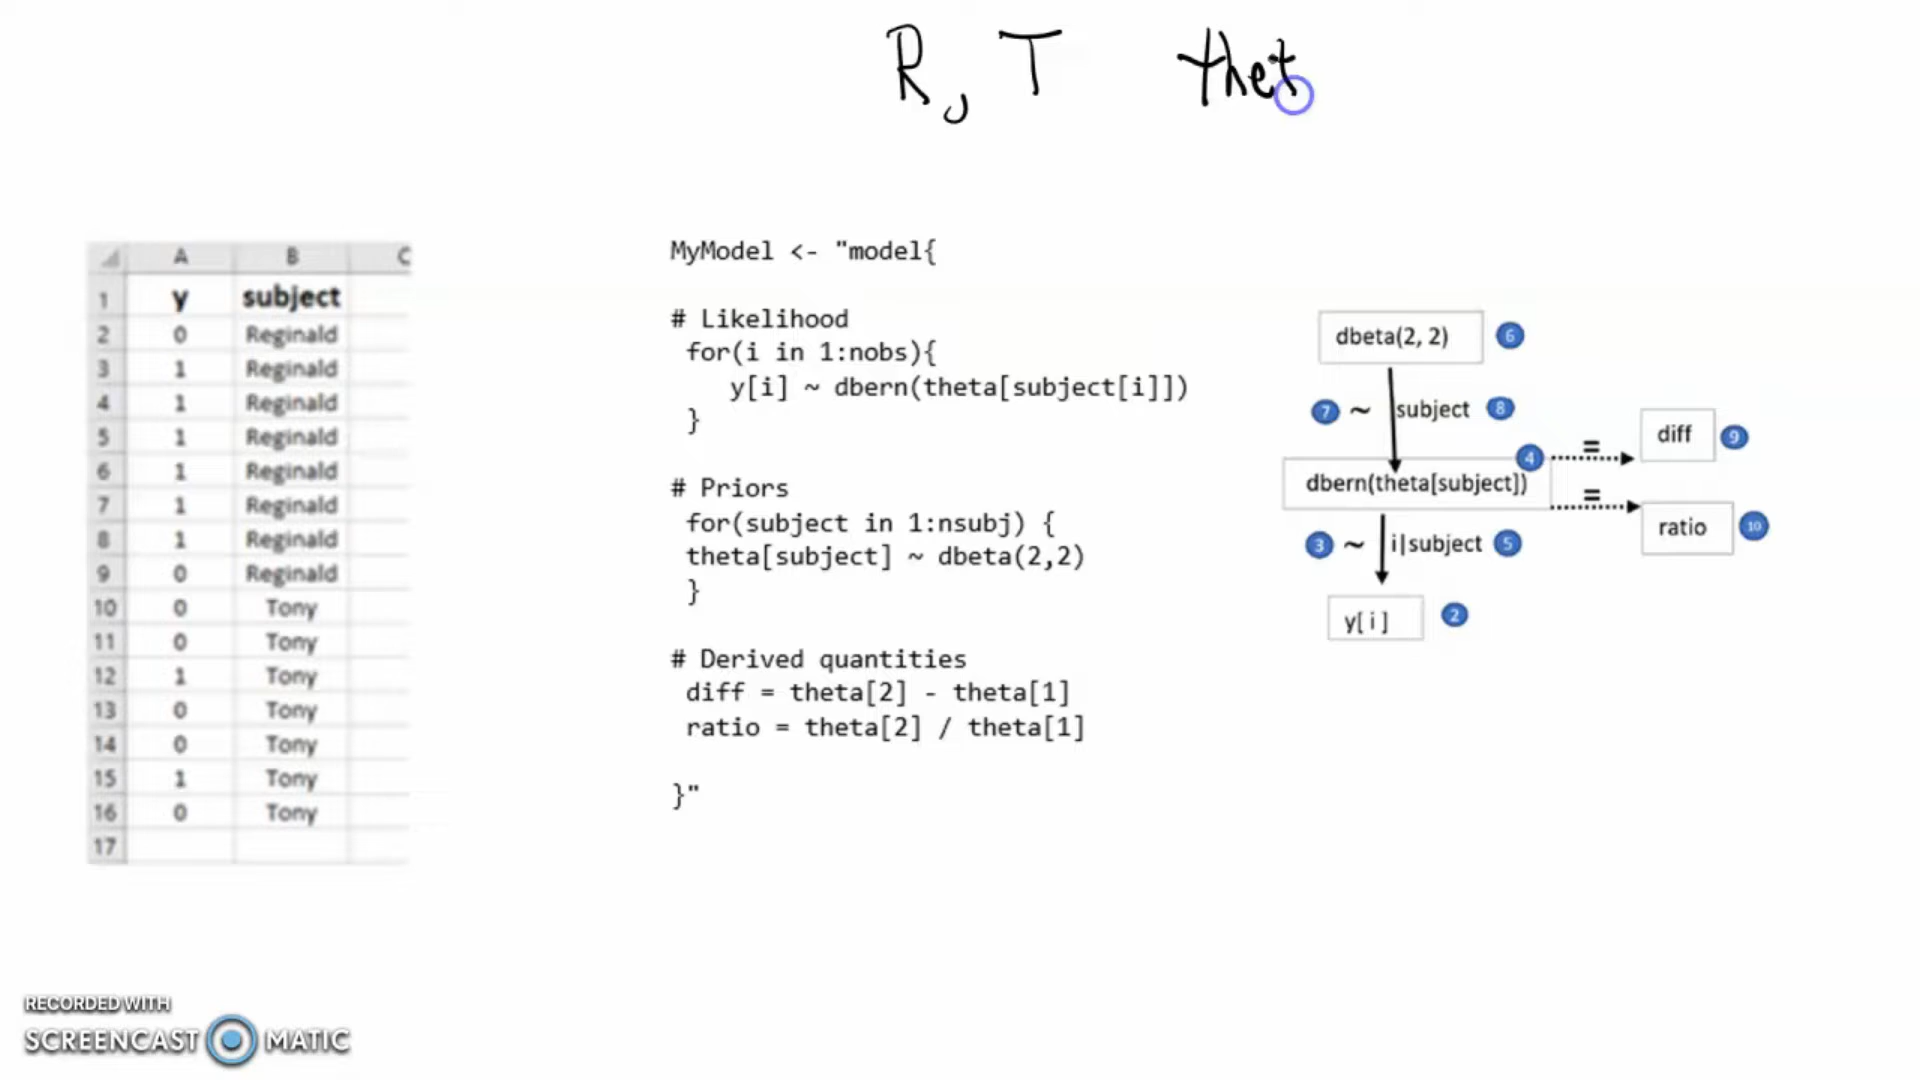 R, T thet
A B C
1 y subject
2 0 Reginald
3 1 Reginald
4 1 Reginald
5 1 Reginald
6 1 Reginald
7 1 Reginald
8 1 Reginald
9 0 Reginald
10 0 Tony
11 0 Tony
12 1 Tony
13 0 Tony
14 0 Tony
15 1 Tony
16 0 Tony
17
MyModel <- "model{
# Likelihood
for(i in 1:nobs){
y[i] ~ dbern(theta[subject[i]])
}
# Priors
for(subject in 1:nsubj) {
theta[subject] ~ dbeta(2,2)
}
# Derived quantities
diff = theta[2] - theta[1]
ratio = theta[2] / theta[1]
}"
dbeta(2, 2) 6
7 ~ subject 8
4 = diff 9
dbern(theta[subject])
= ratio 10
3 ~ i|subject 5
y[i] 2
RECORDED WITH
SCREENCAST MATIC